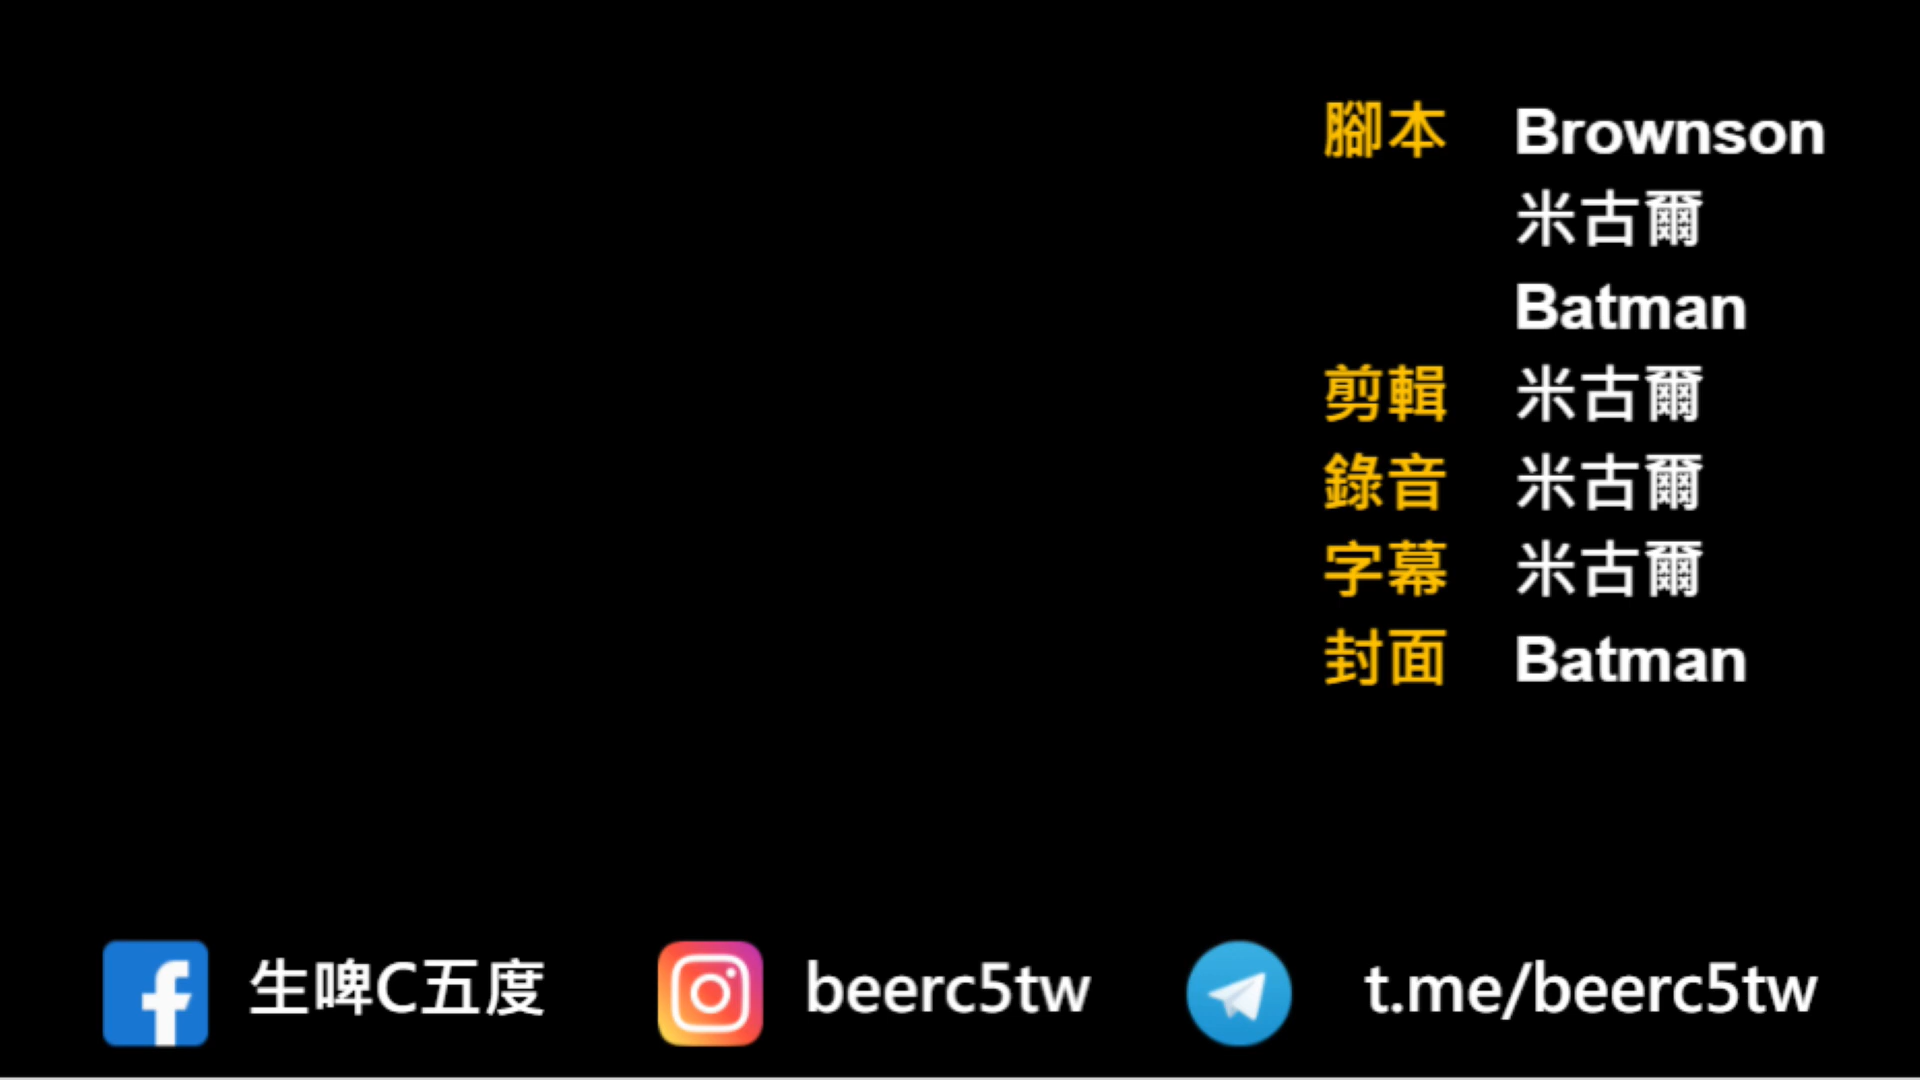 腳本 Brownson
米古爾
Batman
剪輯 米古爾
錄音 米古爾
字幕 米古爾
封面 Batman
生啤C五度 beerc5tw t.me/beerc5tw